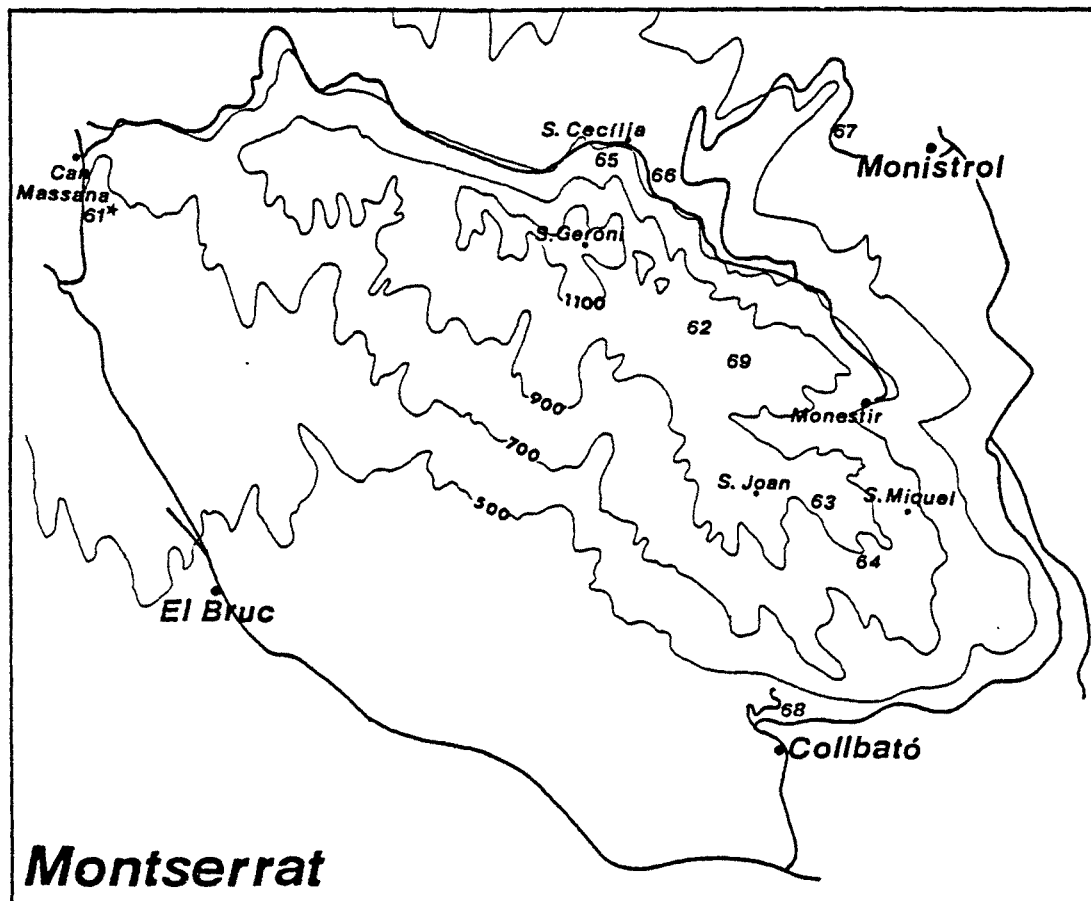 S. Cecília
67
65
Monistrol
Can
Massana
66
61*
S. Geroni
1100
62
69
900
Monestir
700
S. Joan
63
S. Miquel
500
64
El Bruc
68
Collbató
Montserrat